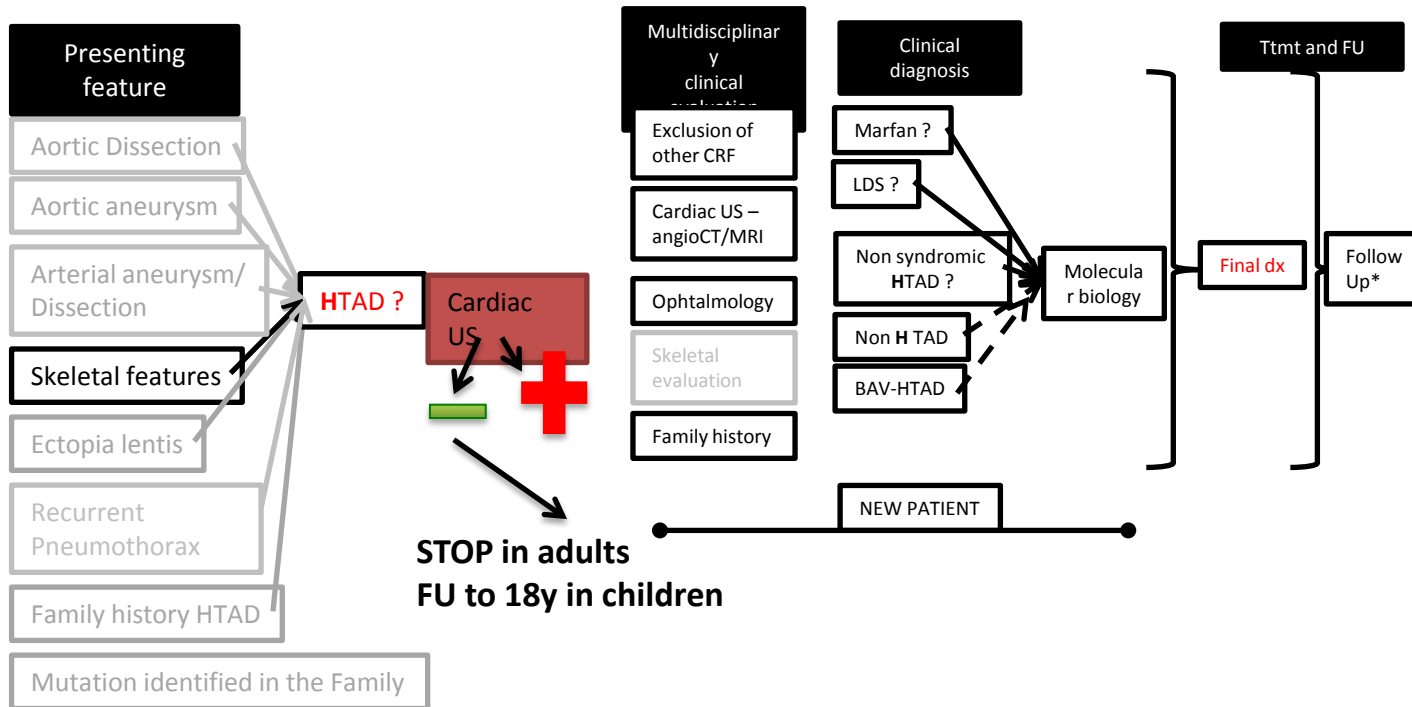 Presenting
feature
Aortic Dissection
Aortic aneurysm
Arterial aneurysm/
Dissection
Skeletal features
Ectopia lentis
Recurrent
Pneumothorax
Family history HTAD
Mutation identified in the Family
HTAD ?
Cardiac
US
STOP in adults
FU to 18y in children
Multidisciplinar
y
clinical
evaluation
Exclusion of
other CRF
Cardiac US –
angioCT/MRI
Ophtalmology
Skeletal
evaluation
Family history
Clinical
diagnosis
Marfan ?
LDS ?
Non syndromic
HTAD ?
Non H TAD
BAV-HTAD
Molecula
r biology
NEW PATIENT
Final dx
Ttmt and FU
Follow
Up*